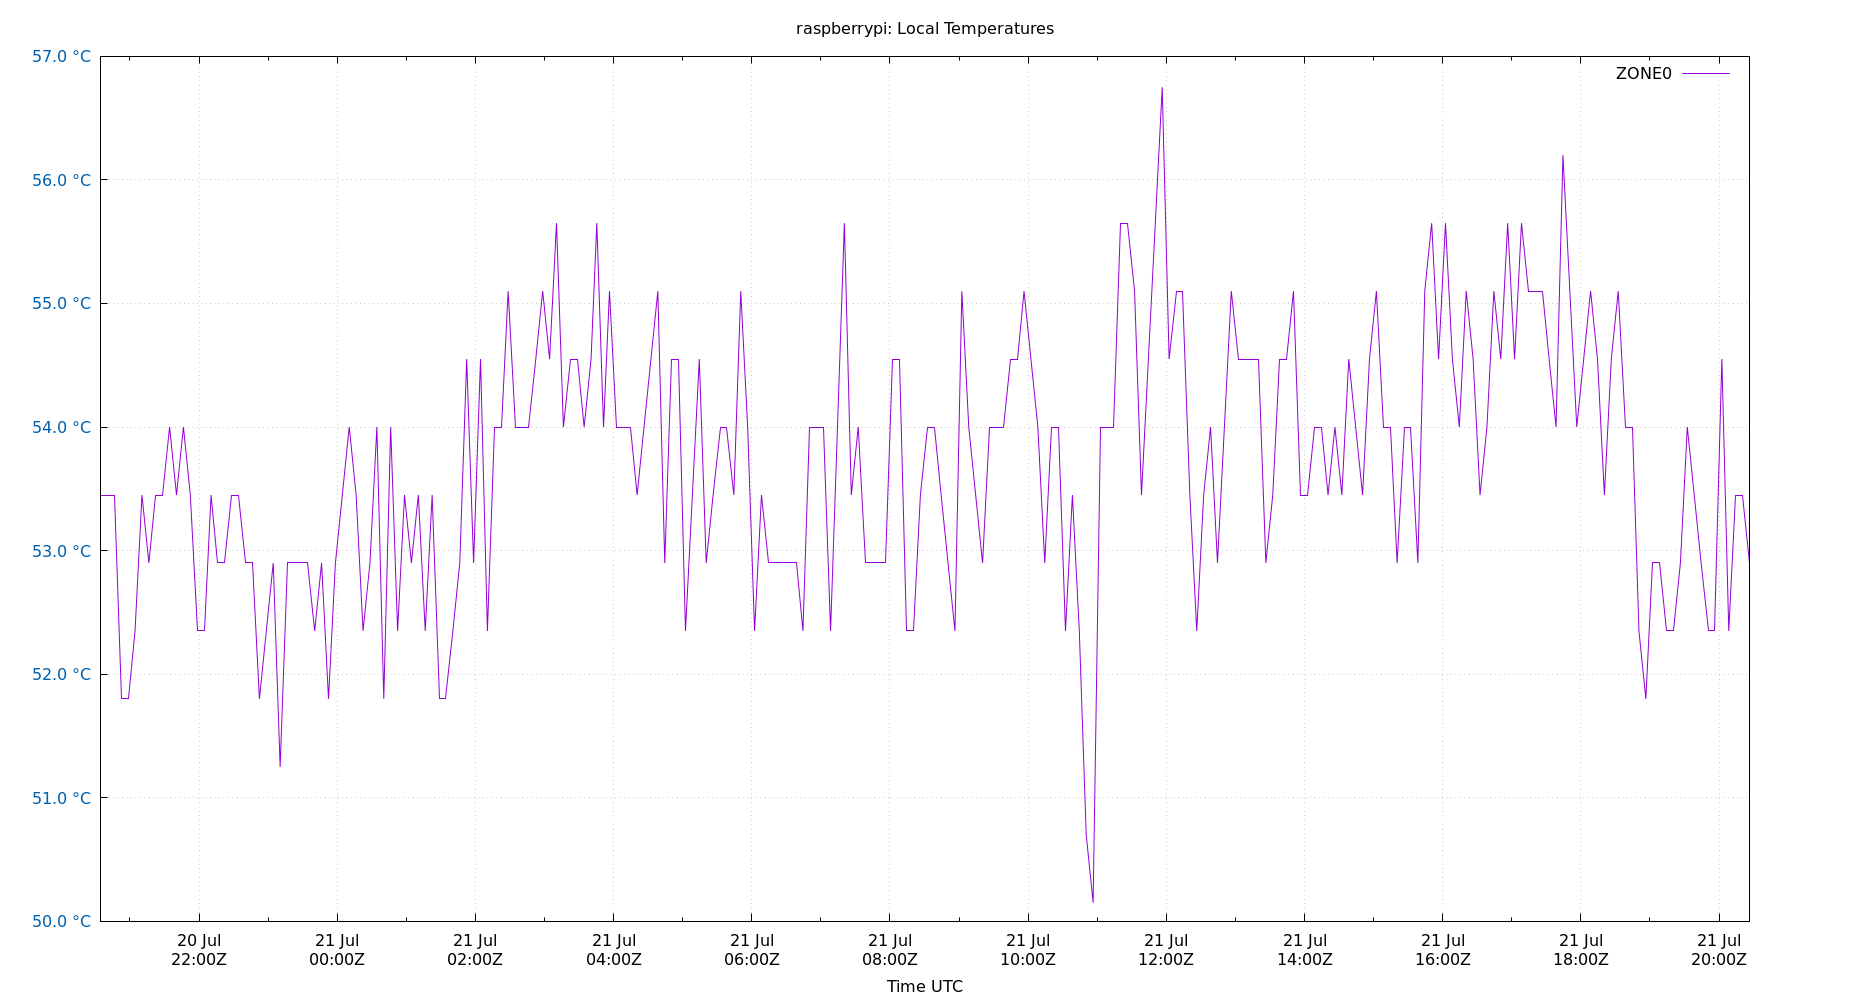 raspberrypi: Local Temperatures
57.0 °C
ZONE0
56.0 °C
55.0 °C
54.0 °C
53.0 °C
52.0 °C
51.0 °C
50.0 °C
20 Jul 21 Jul 21 Jul 21 Jul 21 Jul 21 Jul 21 Jul 21 Jul 21 Jul 21 Jul 21 Jul 21 Jul
22:00Z 00:00Z 02:00Z 04:00Z 06:00Z 08:00Z 10:00Z 12:00Z 14:00Z 16:00Z 18:00Z 20:00Z
Time UTC